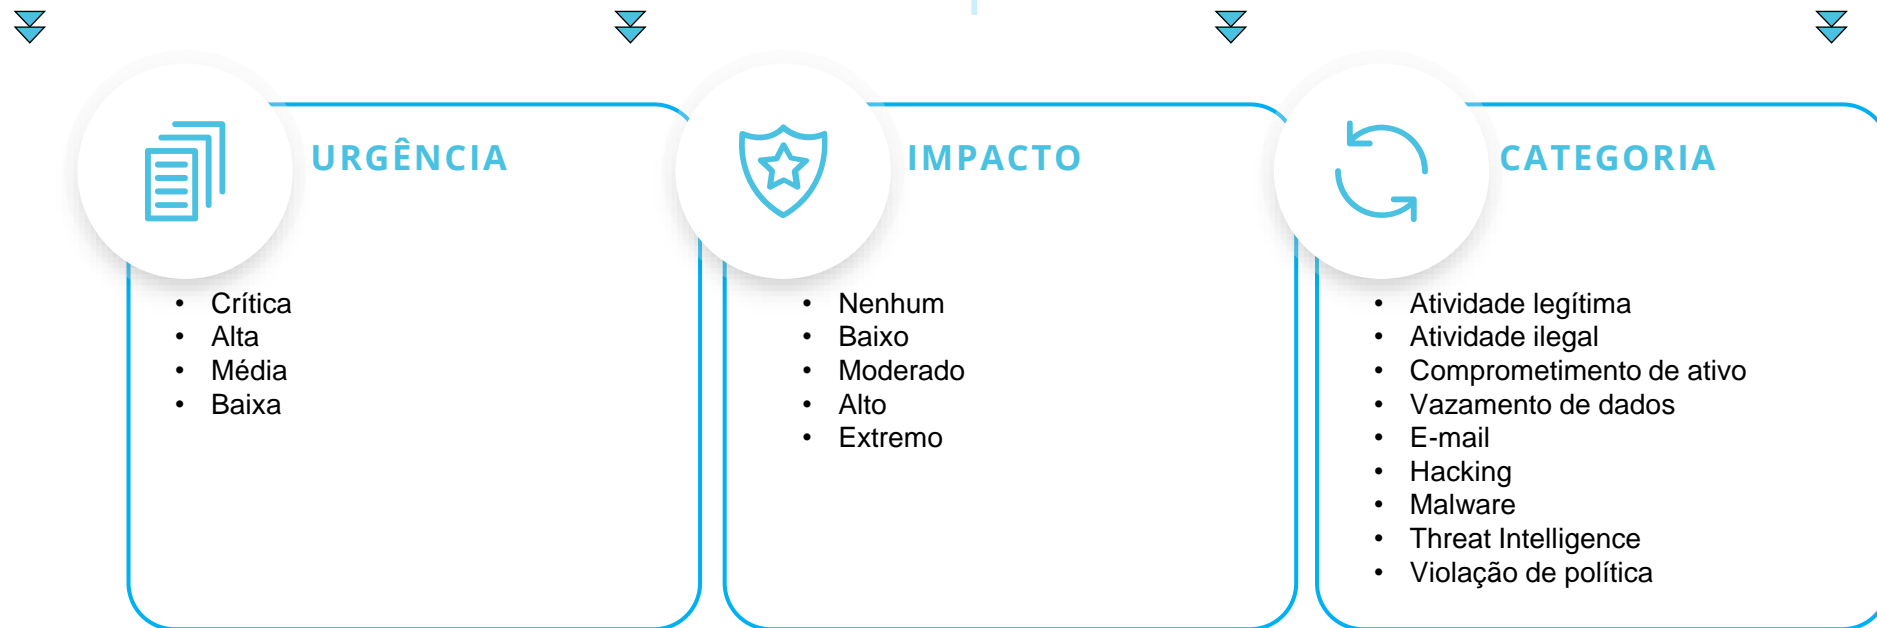 URGÊNCIA
• Crítica
• Alta
• Média
• Baixa
IMPACTO
• Nenhum
• Baixo
• Moderado
• Alto
• Extremo
CATEGORIA
• Atividade legítima
• Atividade ilegal
• Comprometimento de ativo
• Vazamento de dados
• E-mail
• Hacking
• Malware
• Threat Intelligence
• Violação de política